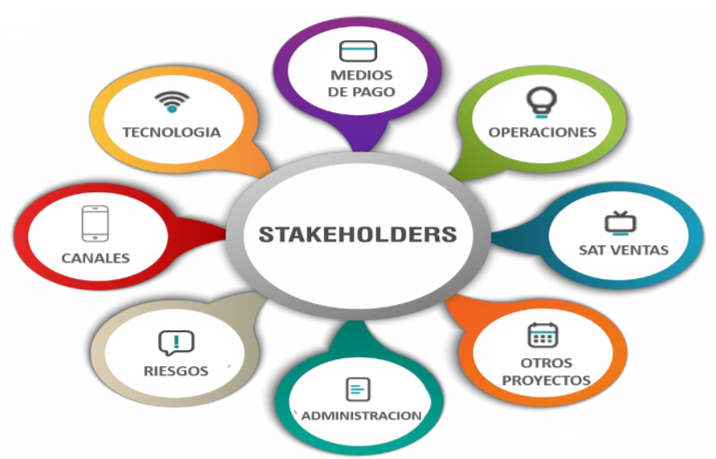 MEDIOS
DE PAGO
TECNOLOGIA
OPERACIONES
STAKEHOLDERS
CANALES
SAT VENTAS
RIESGOS
OTROS
PROYECTOS
ADMINISTRACION